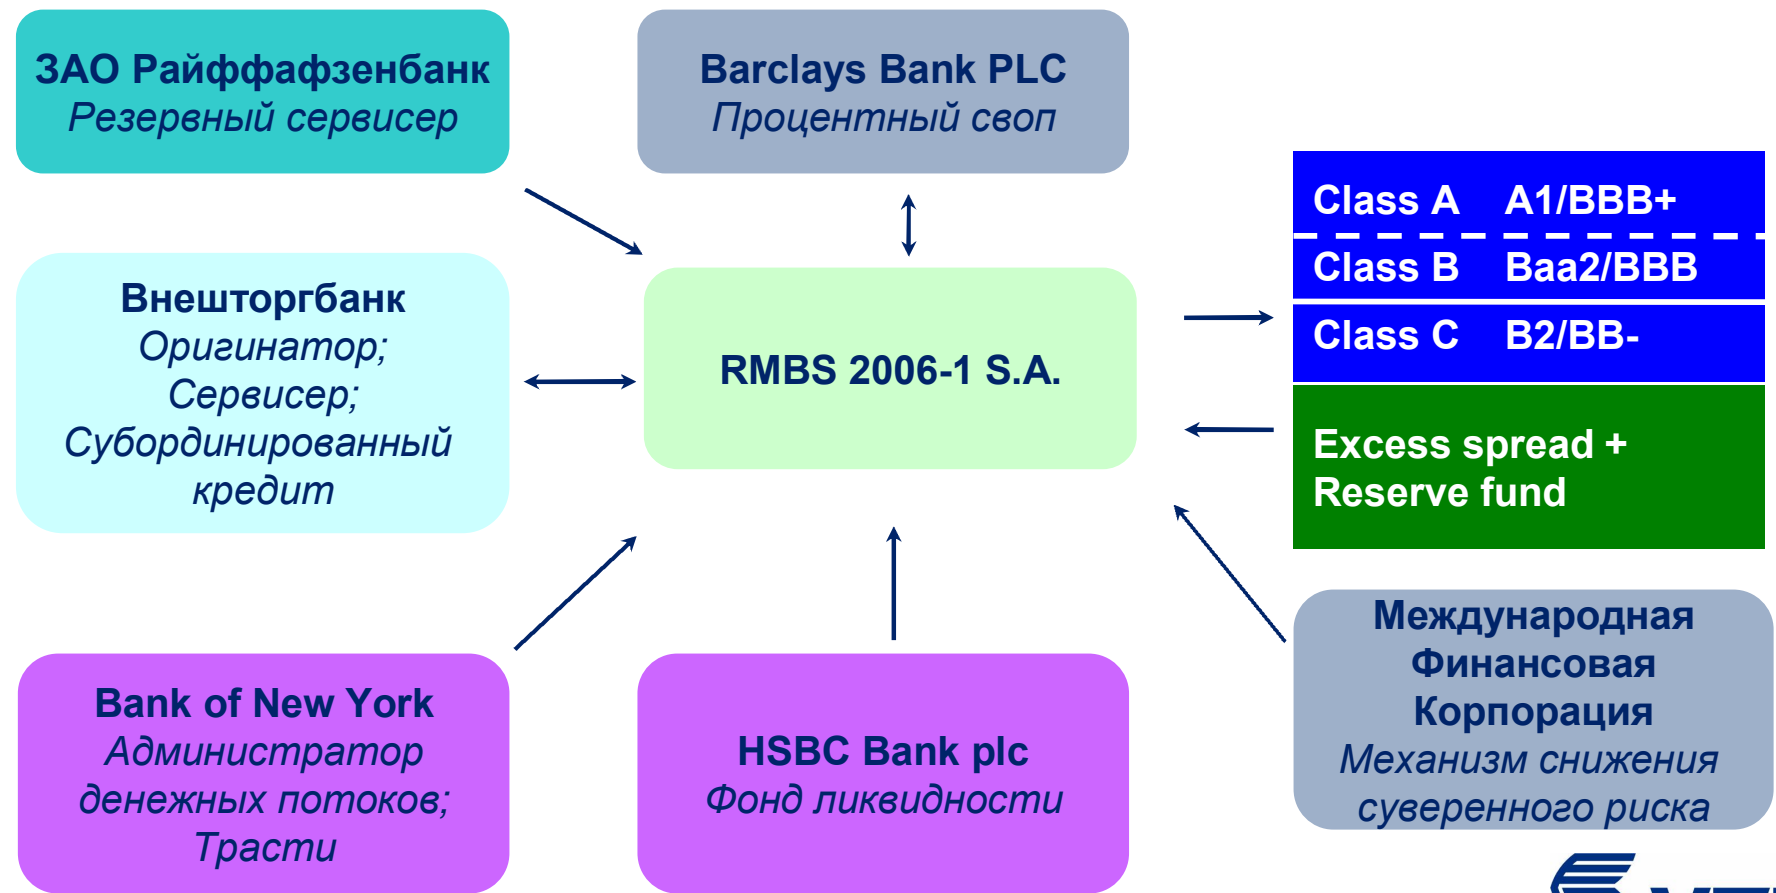 ЗАО Райффафзенбанк
Резервный сервисер
Barclays Bank PLC
Процентный своп
Class A A1/BBB+
Class B Baa2/BBB
Class C B2/BB-
Внешторгбанк
Оригинатор;
Сервисер;
Субординированный
кредит
RMBS 2006-1 S.A.
Excess spread +
Reserve fund
Bank of New York
Администратор
денежных потоков;
Трасти
HSBC Bank plc
Фонд ликвидности
Международная
Финансовая
Корпорация
Механизм снижения
суверенного риска